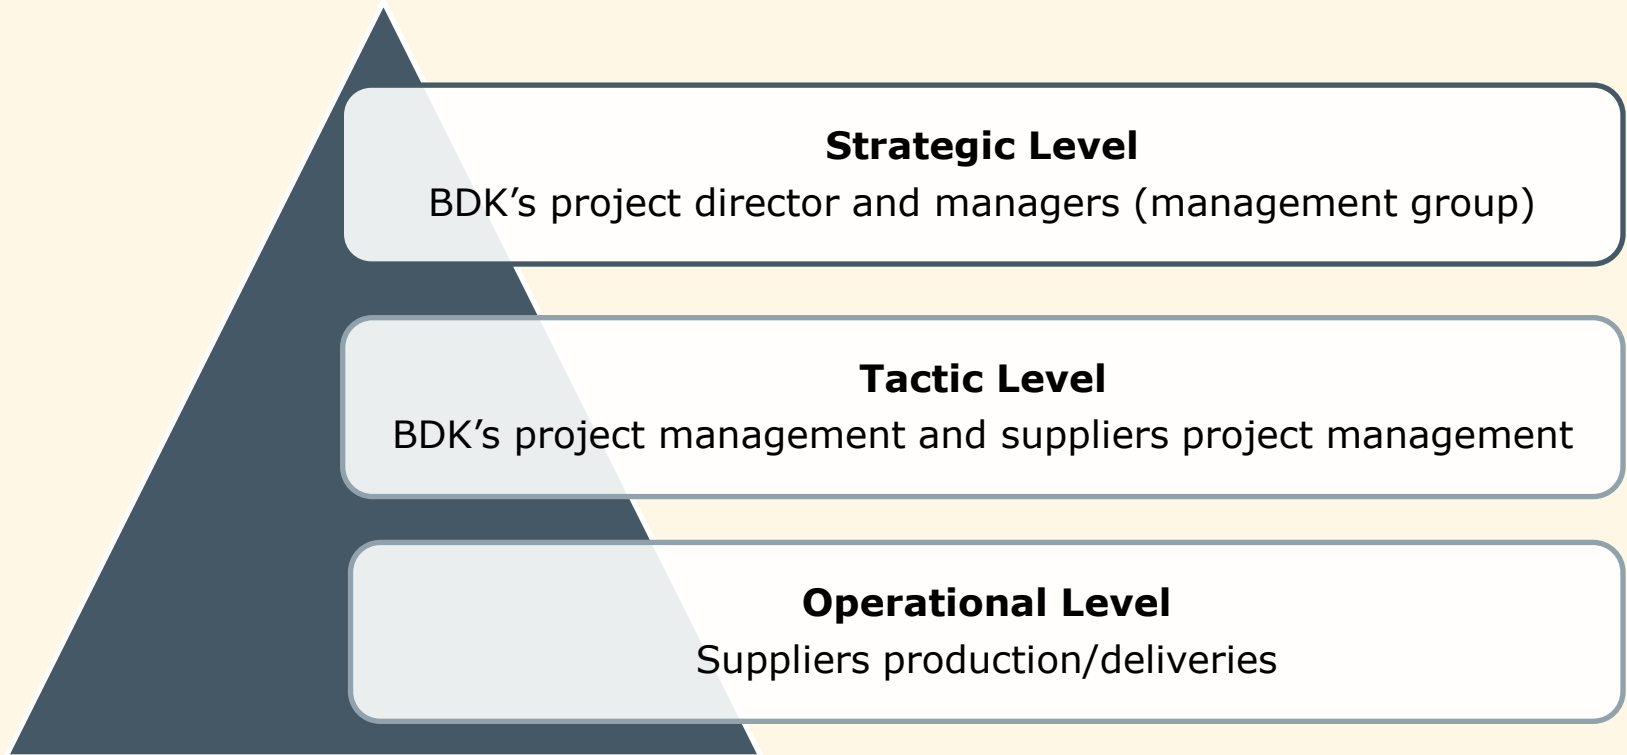 Strategic Level
BDK’s project director and managers (management group)
Tactic Level
BDK’s project management and suppliers project management
Operational Level
Suppliers production/deliveries